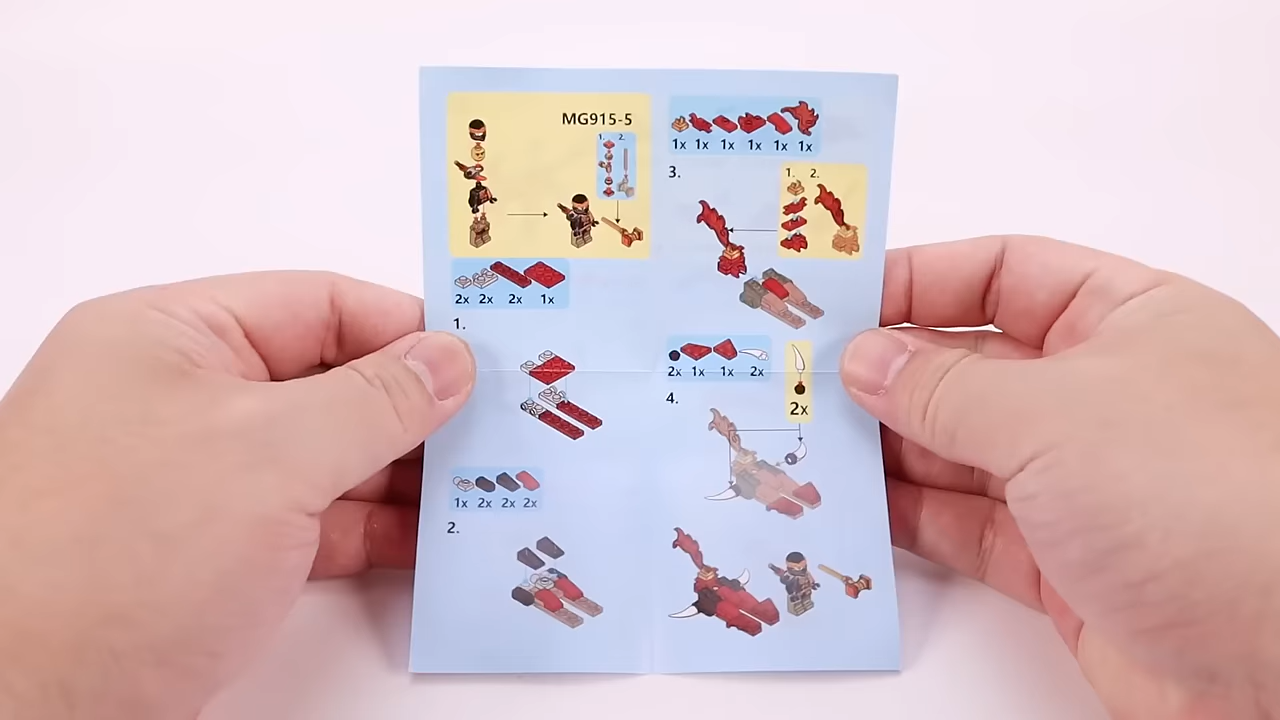 MG915-5
1. 2.
2x 2x 2x 1x
1.
1x 2x 2x 2x
2.
1x 1x 1x 1x 1x 1x
3.
1. 2.
2x 1x 1x 2x
2x
4.